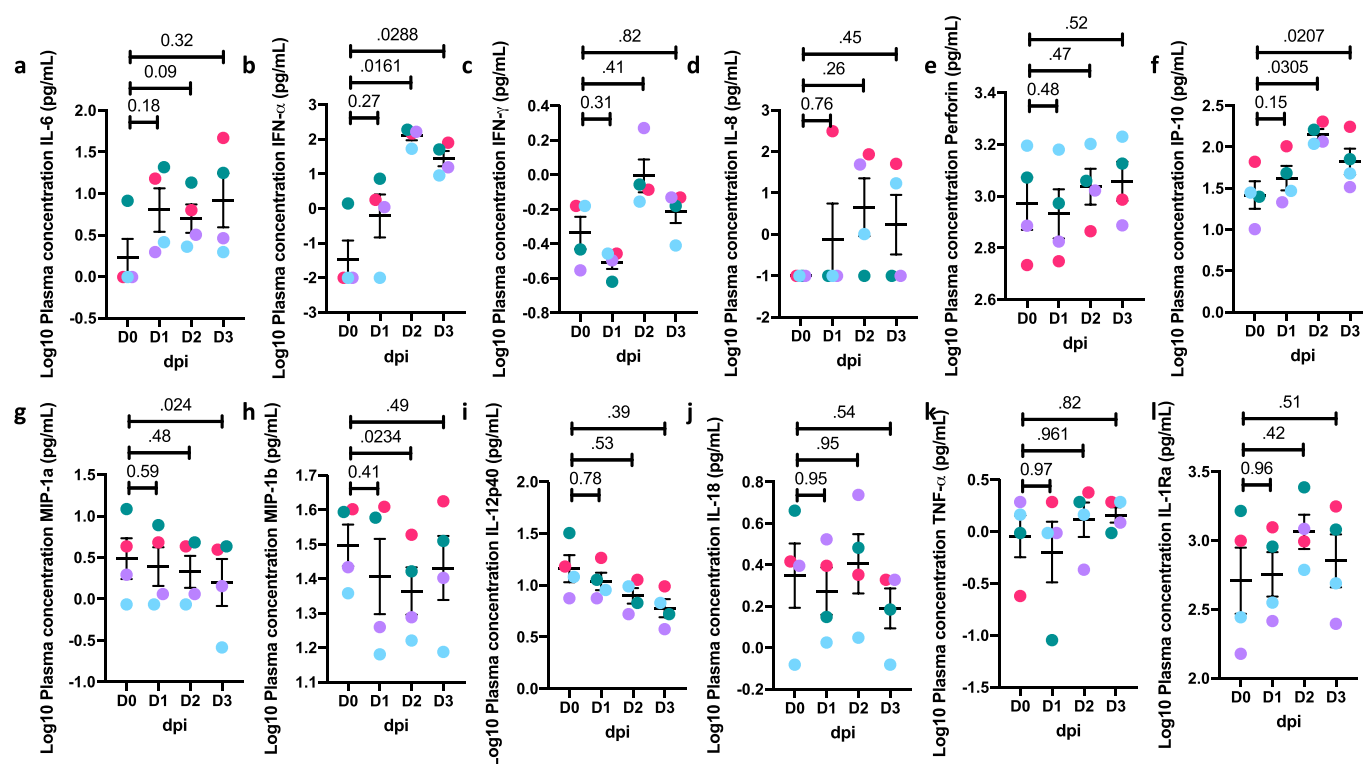 a
Log10 Plasma concentration IL-6 (pg/mL)
0.32
0.09
0.18
2.0
1.5
1.0
0.5
0.0
-0.5
D0 D1 D2 D3
dpi
b
Log10 Plasma concentration IFN-α (pg/mL)
.0288
.0161
0.27
3
2
1
0
-1
-2
-3
D0 D1 D2 D3
dpi
c
Log10 Plasma concentration IFN-γ (pg/mL)
.82
.41
0.31
0.4
0.2
0.0
-0.2
-0.4
-0.6
-0.8
D0 D1 D2 D3
dpi
d
Log10 Plasma concentration IL-8 (pg/mL)
.45
.26
0.76
3
2
1
0
-1
-2
D0 D1 D2 D3
dpi
e
Log10 Plasma concentration Perforin (pg/mL)
.52
.47
0.48
3.4
3.2
3.0
2.8
2.6
D0 D1 D2 D3
dpi
f
Log10 Plasma concentration IP-10 (pg/mL)
.0207
.0305
0.15
2.5
2.0
1.5
1.0
0.5
0.0
D0 D1 D2 D3
dpi
g
Log10 Plasma concentration MIP-1a (pg/mL)
.024
.48
0.59
1.5
1.0
0.5
0.0
-0.5
-1.0
D0 D1 D2 D3
dpi
h
Log10 Plasma concentration MIP-1b (pg/mL)
.49
.0234
0.41
1.7
1.6
1.5
1.4
1.3
1.2
1.1
D0 D1 D2 D3
dpi
i
Log10 Plasma concentration IL-12p40 (pg/mL)
.39
.53
0.78
2.0
1.5
1.0
0.5
0.0
D0 D1 D2 D3
dpi
j
Log10 Plasma concentration IL-18 (pg/mL)
.54
.95
0.95
0.8
0.6
0.4
0.2
0.0
-0.2
D0 D1 D2 D3
dpi
k
Log10 Plasma concentration TNF-α (pg/mL)
.82
.961
0.97
0.5
0.0
-0.5
-1.0
-1.5
D0 D1 D2 D3
dpi
l
Log10 Plasma concentration IL-1Ra (pg/mL)
.51
.42
0.96
3.5
3.0
2.5
2.0
D0 D1 D2 D3
dpi